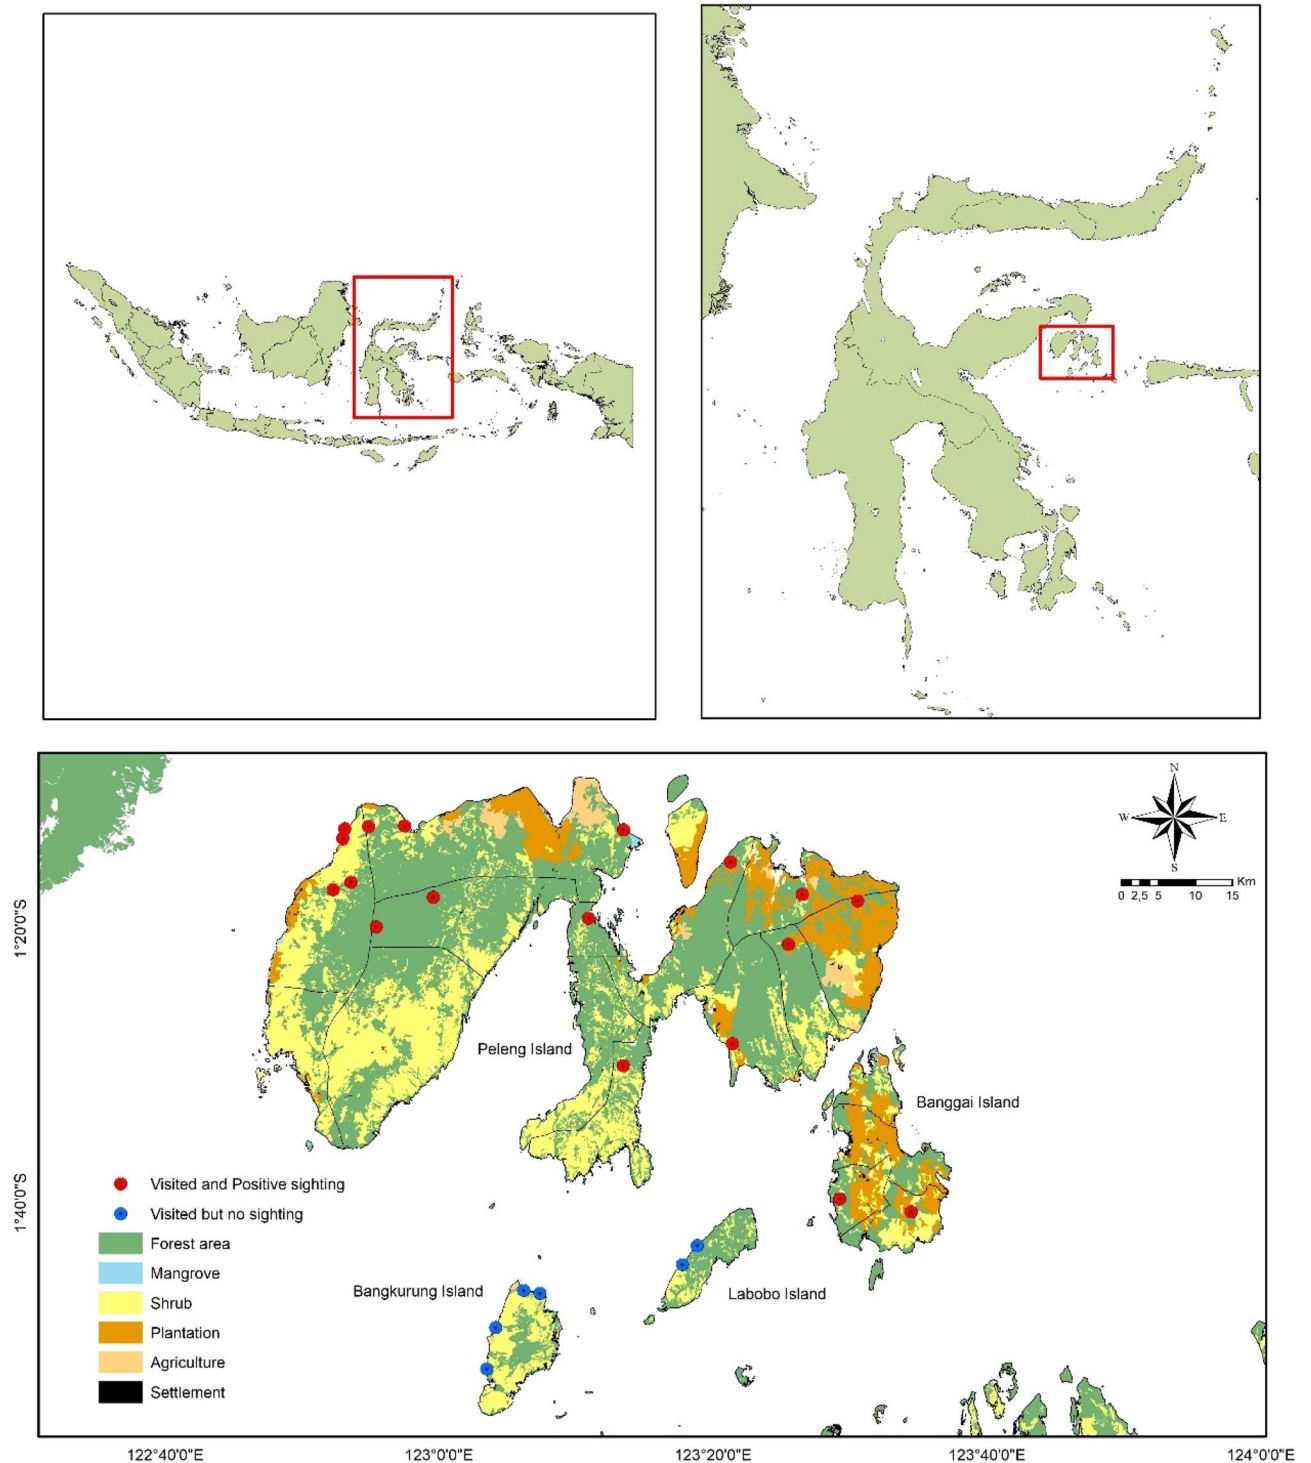 N
W
E
S
Km
0 2,5 5 10 15
1°20'0"S
Peleng Island
Banggai Island
1°40'0"S
Visited and Positive sighting
Visited but no sighting
Forest area
Mangrove
Shrub
Plantation
Agriculture
Settlement
Bangkurung Island
Labobo Island
122°40'0"E 123°0'0"E 123°20'0"E 123°40'0"E 124°0'0"E